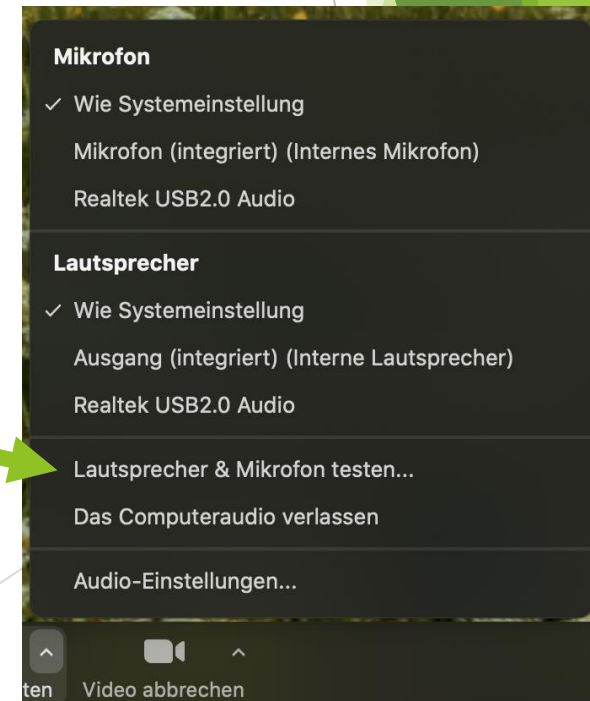 Mikrofon
Wie Systemeinstellung
Mikrofon (integriert) (Internes Mikrofon)
Realtek USB2.0 Audio
Lautsprecher
Wie Systemeinstellung
Ausgang (integriert) (Interne Lautsprecher)
Realtek USB2.0 Audio
Lautsprecher & Mikrofon testen...
Das Computeraudio verlassen
Audio-Einstellungen...
ten Video abbrechen